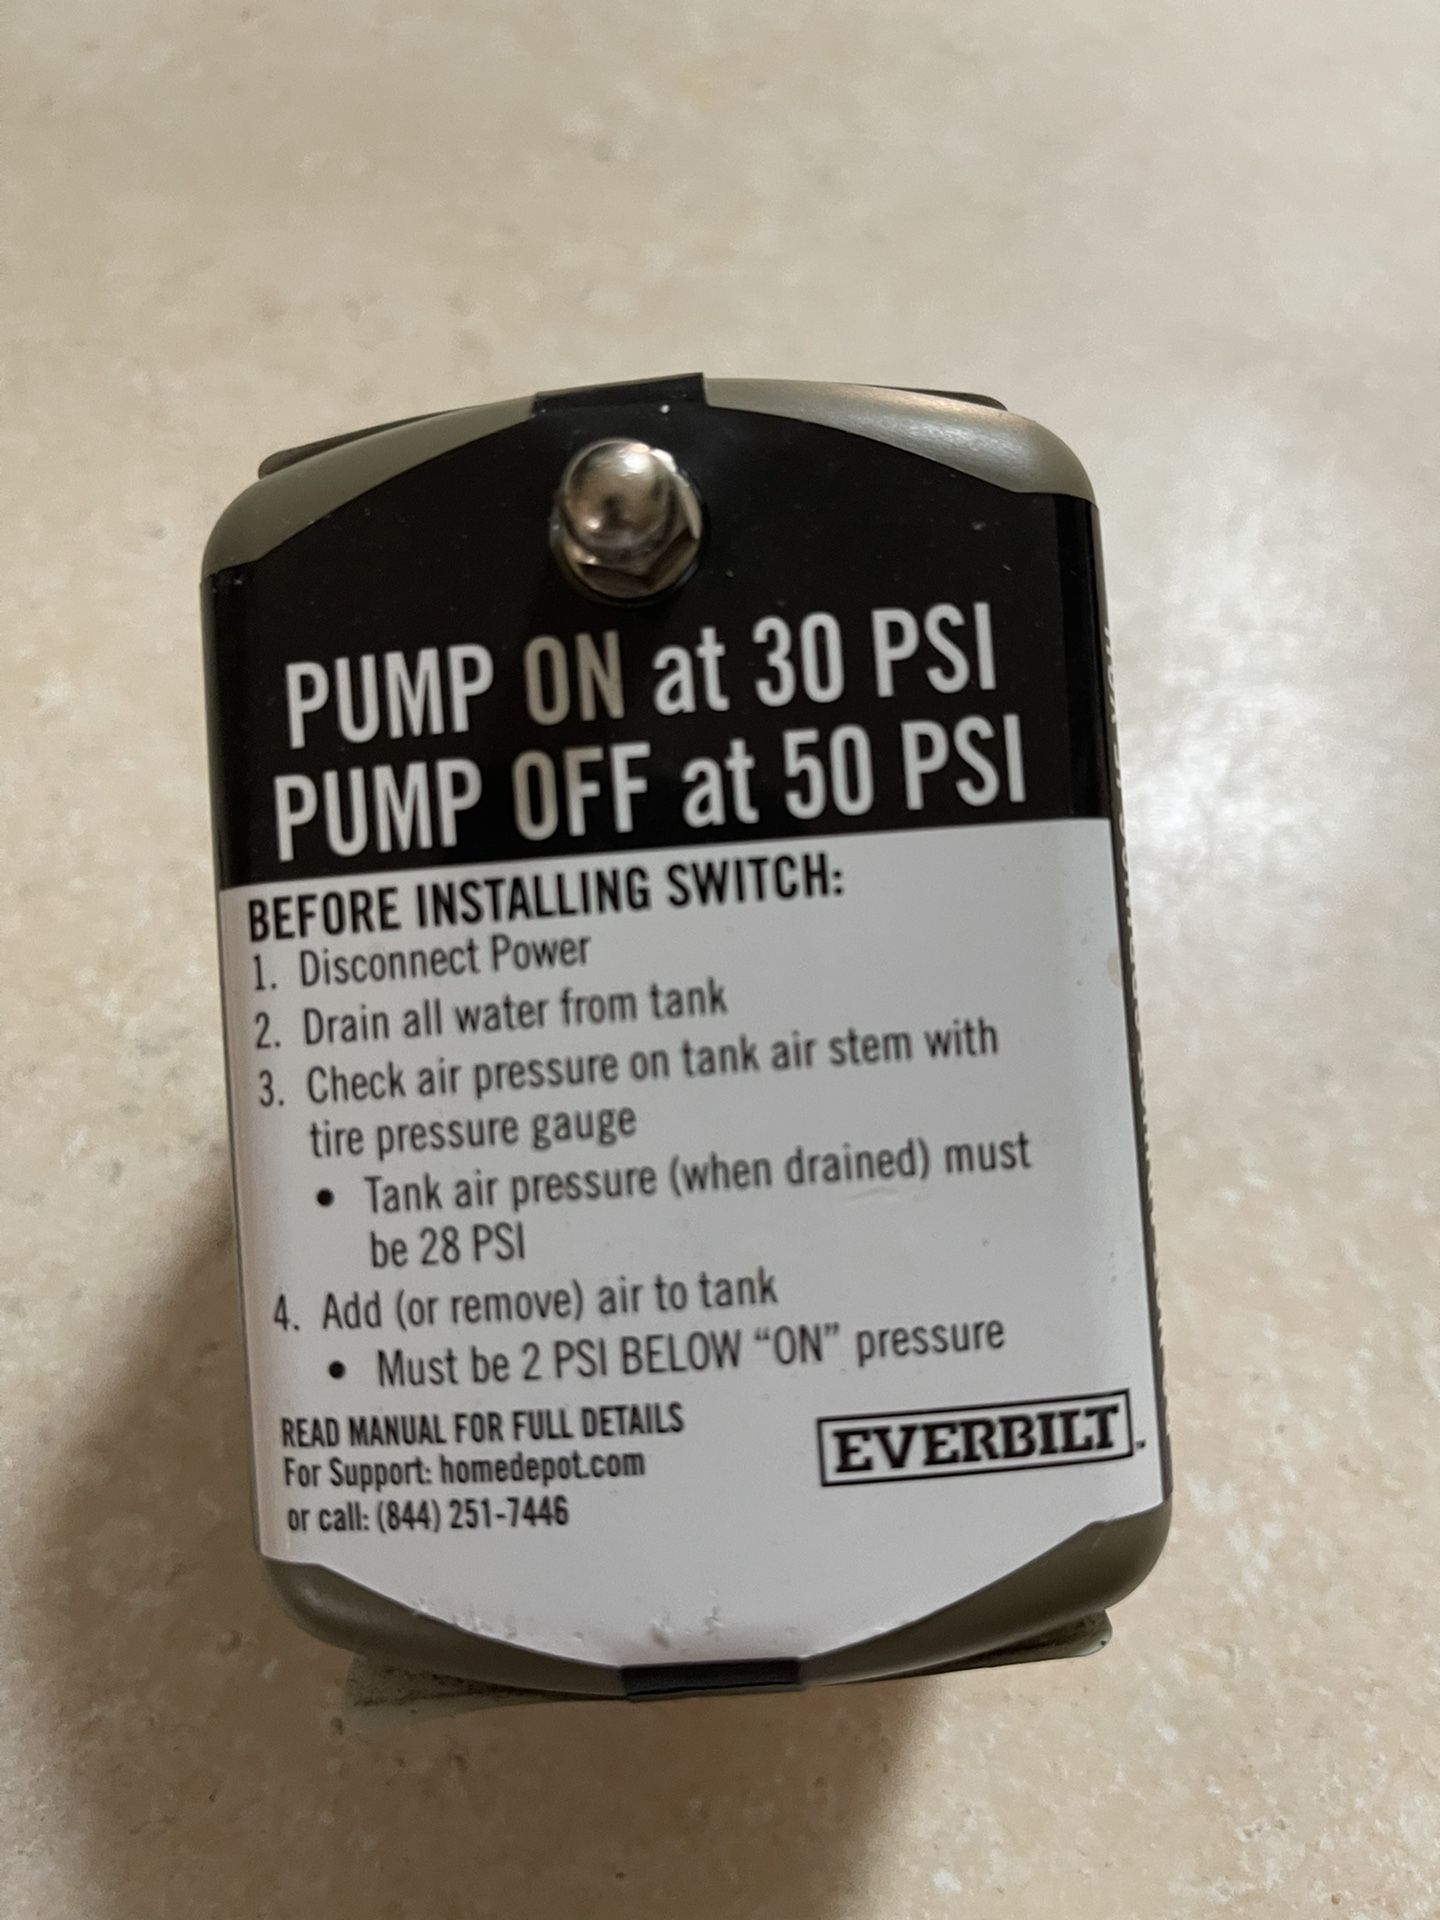 PUMP ON at 30 PSI
PUMP OFF at 50 PSI
BEFORE INSTALLING SWITCH:
1. Disconnect Power
2. Drain all water from tank
3. Check air pressure on tank air stem with
tire pressure gauge
• Tank air pressure (when drained) must
be 28 PSI
4. Add (or remove) air to tank
• Must be 2 PSI BELOW “ON” pressure
READ MANUAL FOR FULL DETAILS
For Support: homedepot.com
or call: (844) 251-7446
EVERBILT™